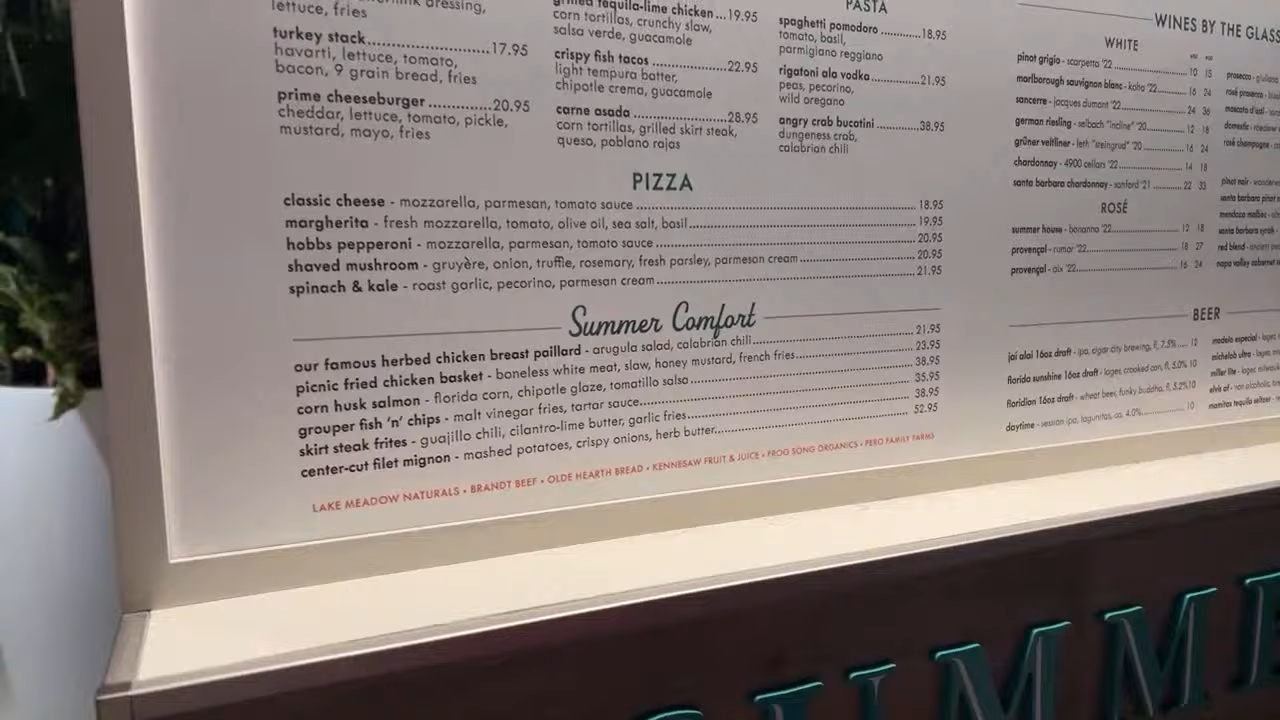 lettuce, fries
turkey stack 17.95
havarti, lettuce, tomato,
bacon, 9 grain bread, fries
prime cheeseburger 20.95
cheddar, lettuce, tomato, pickle,
mustard, mayo, fries
tequila-lime chicken 19.95
corn tortillas, crunchy slaw,
salsa verde, guacamole
crispy fish tacos 22.95
light tempura batter,
chipotle crema, guacamole
carne asada 28.95
corn tortillas, grilled skirt steak,
queso, poblano rajas
PASTA
spaghetti pomodoro 18.95
tomato, basil,
parmigiano reggiano
rigatoni ala vodka 21.95
peas, pecorino,
wild oregano
angry crab bucatini 38.95
dungeness crab,
calabrian chili
PIZZA
classic cheese - mozzarella, parmesan, tomato sauce 18.95
margherita - fresh mozzarella, tomato, olive oil, sea salt, basil 19.95
hobbs pepperoni - mozzarella, parmesan, tomato sauce 20.95
shaved mushroom - gruyère, onion, truffle, rosemary, fresh parsley, parmesan cream 20.95
spinach & kale - roast garlic, pecorino, parmesan cream 21.95
Summer Comfort
our famous herbed chicken breast paillard - arugula salad, calabrian chili 21.95
picnic fried chicken basket - boneless white meat, slaw, honey mustard, french fries 23.95
corn husk salmon - florida corn, chipotle glaze, tomatillo salsa 38.95
grouper fish 'n' chips - malt vinegar fries, tartar sauce 35.95
skirt steak frites - guajillo chili, cilantro-lime butter, garlic fries 38.95
center-cut filet mignon - mashed potatoes, crispy onions, herb butter 52.95
LAKE MEADOW NATURALS • BRANDT BEEF • OLDE HEARTH BREAD • KENNESAW FRUIT & JUICE • FROG SONG ORGANICS • PERO FAMILY FARMS
WINES BY THE GLASS
WHITE
pinot grigio - scarpetta '22 10 15
marlborough sauvignon blanc - kaha '22 16 24
sancerre - jacques dumont '22 24 36
german riesling - selbach "incline" '20 12 18
grüner veltliner - leth "steingrud" '20 16 24
chardonnay - 4900 cellars '22 14 18
santa barbara chardonnay - sanford '21 22 33
ROSÉ
summer house - bonanno '22 12 18
provençal - rumor '22 18 27
provençal - aix '22 16 24
prosecco - giuliana
rosé prosecco
moscato d'asti
domestic
rosé champagne
pinot noir
santa barbara pinot
mendoza malbec
santa barbara syrah
red blend
napa valley cabernet
BEER
jai alai 16oz draft - ipa, cigar city brewing, fl, 7.5% 12
florida sunshine 16oz draft - lager, crooked can, fl, 5.0% 10
floridian 16oz draft - wheat beer, funky buddha, fl, 5.2% 10
daytime - session ipa, lagunitas, ca, 4.0% 10
modelo especial - lager,
michelob ultra - lager,
miller lite - lager,
elvis af - non alcoholic,
mamitas tequila seltzer
SUMME